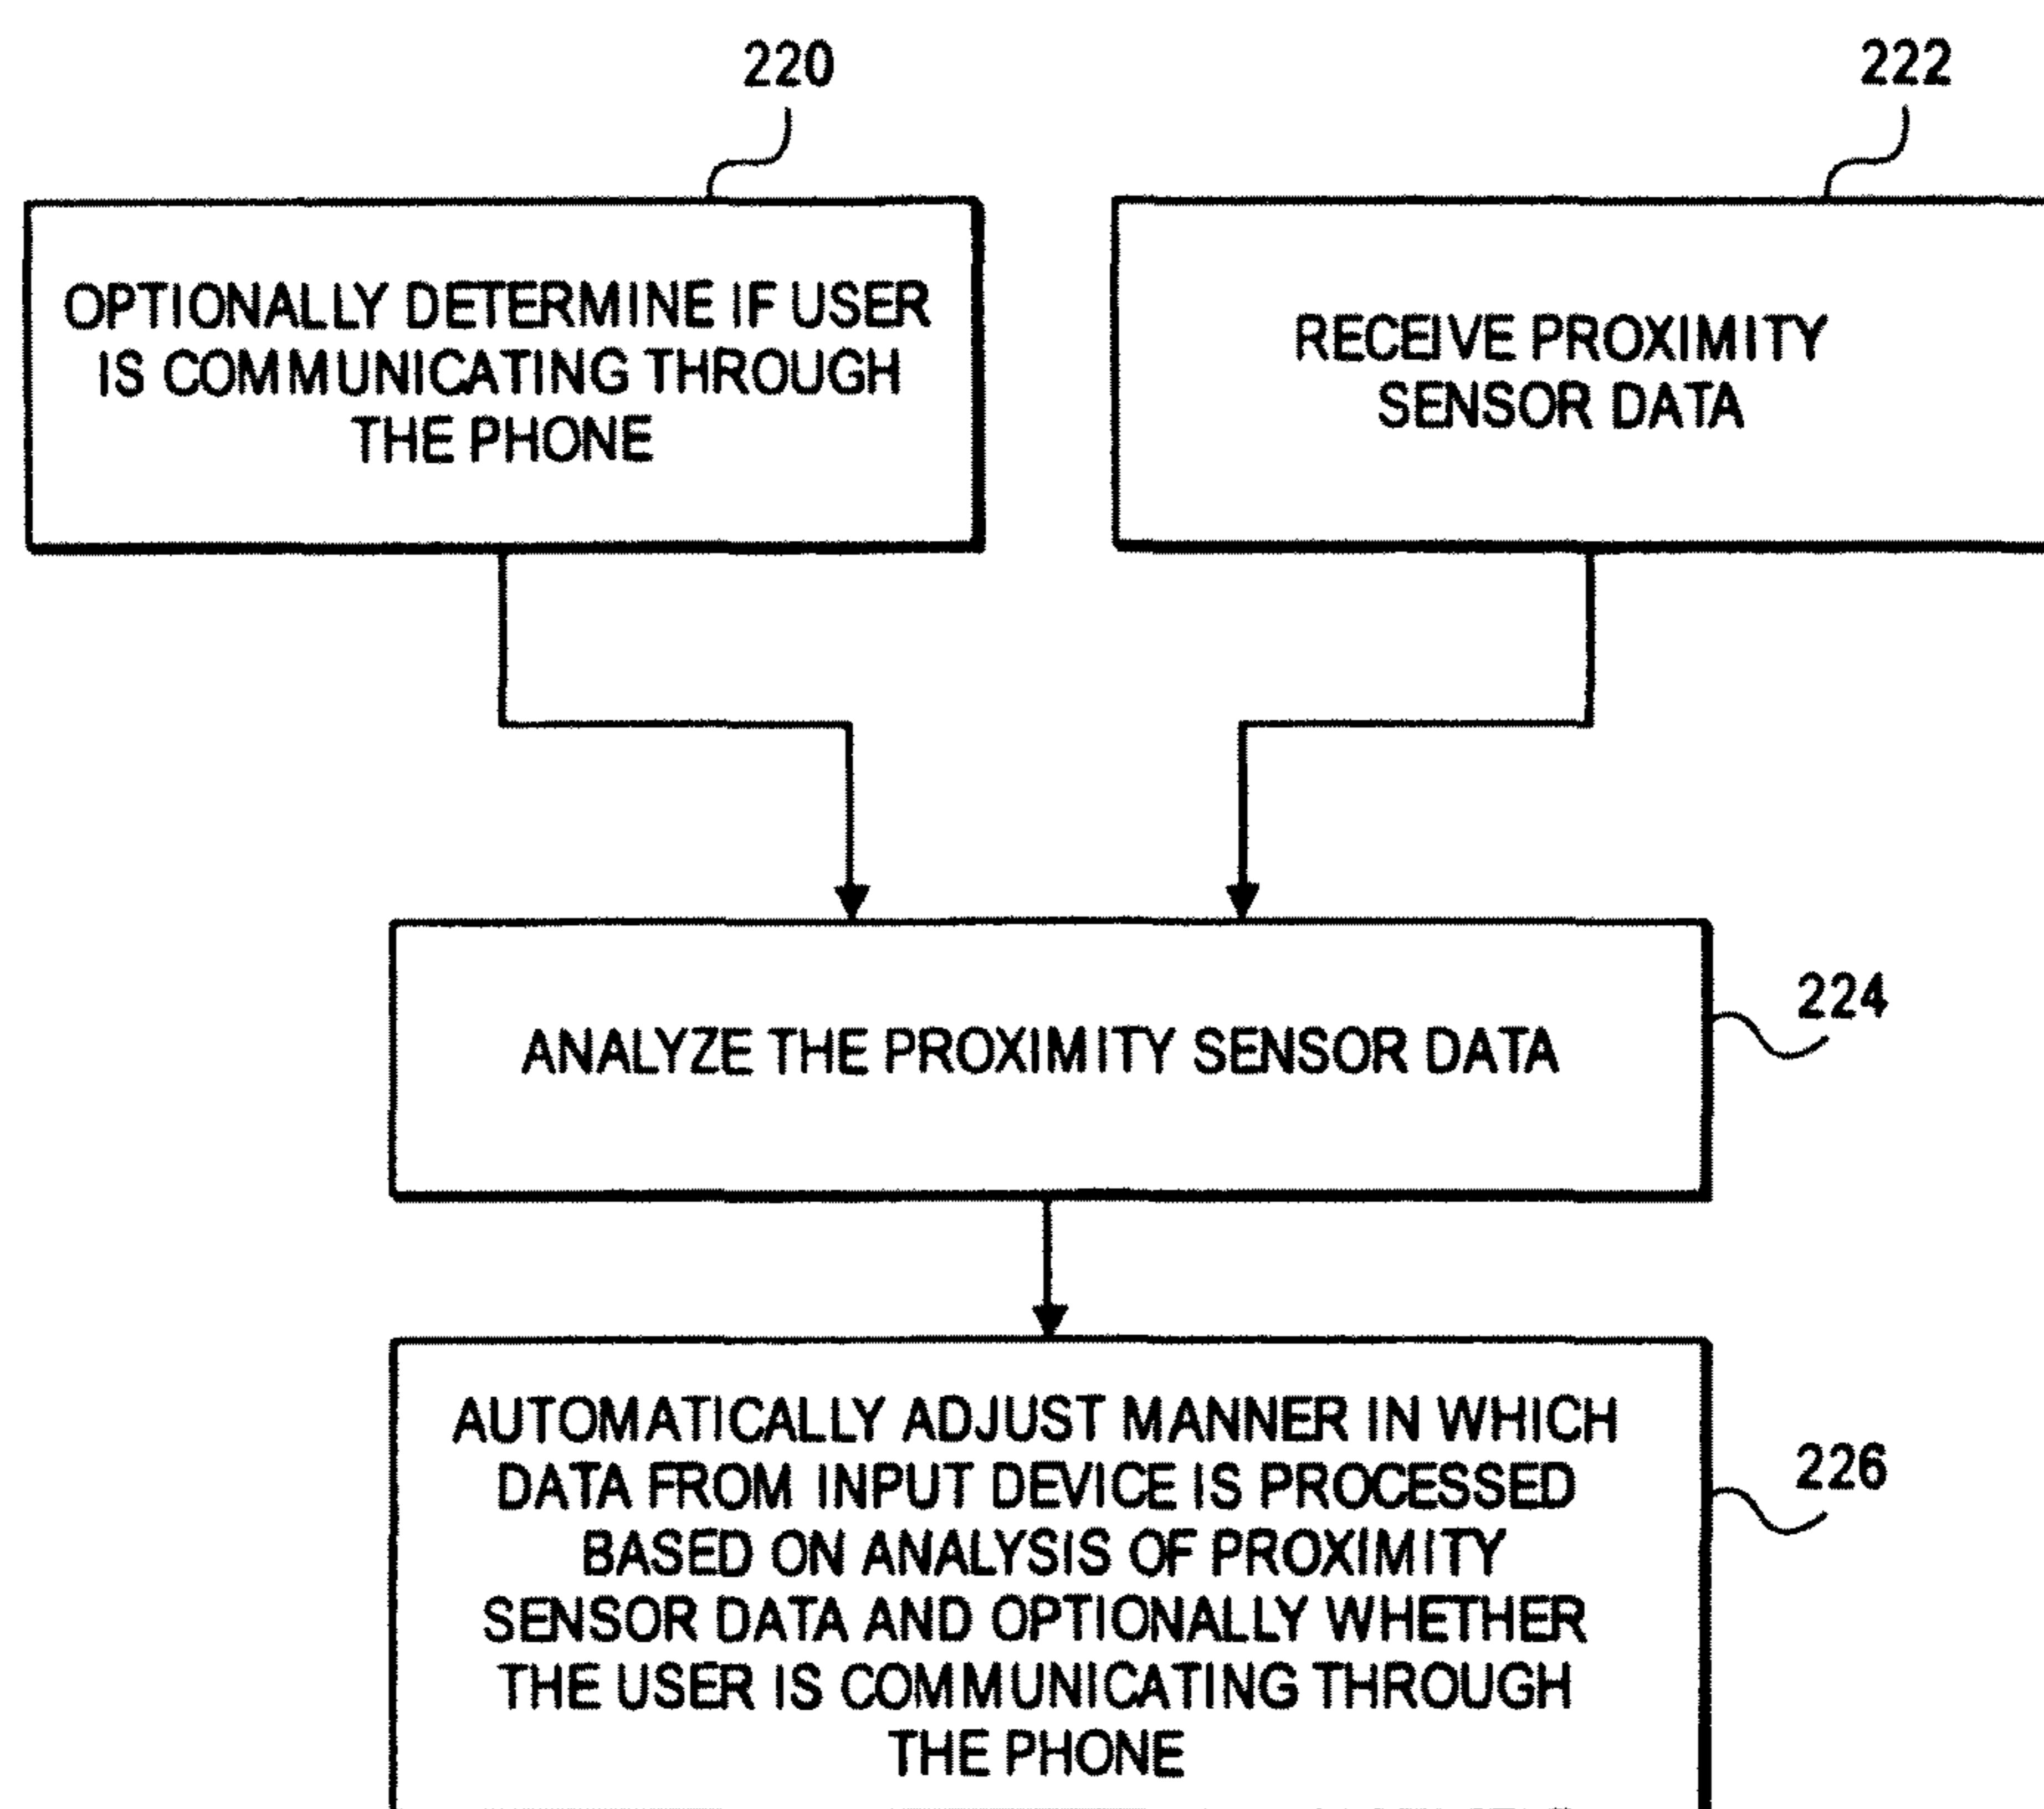 220
222
OPTIONALLY DETERMINE IF USER
IS COMMUNICATING THROUGH
THE PHONE
RECEIVE PROXIMITY
SENSOR DATA
ANALYZE THE PROXIMITY SENSOR DATA
224
AUTOMATICALLY ADJUST MANNER IN WHICH
DATA FROM INPUT DEVICE IS PROCESSED
BASED ON ANALYSIS OF PROXIMITY
SENSOR DATA AND OPTIONALLY WHETHER
THE USER IS COMMUNICATING THROUGH
THE PHONE
226